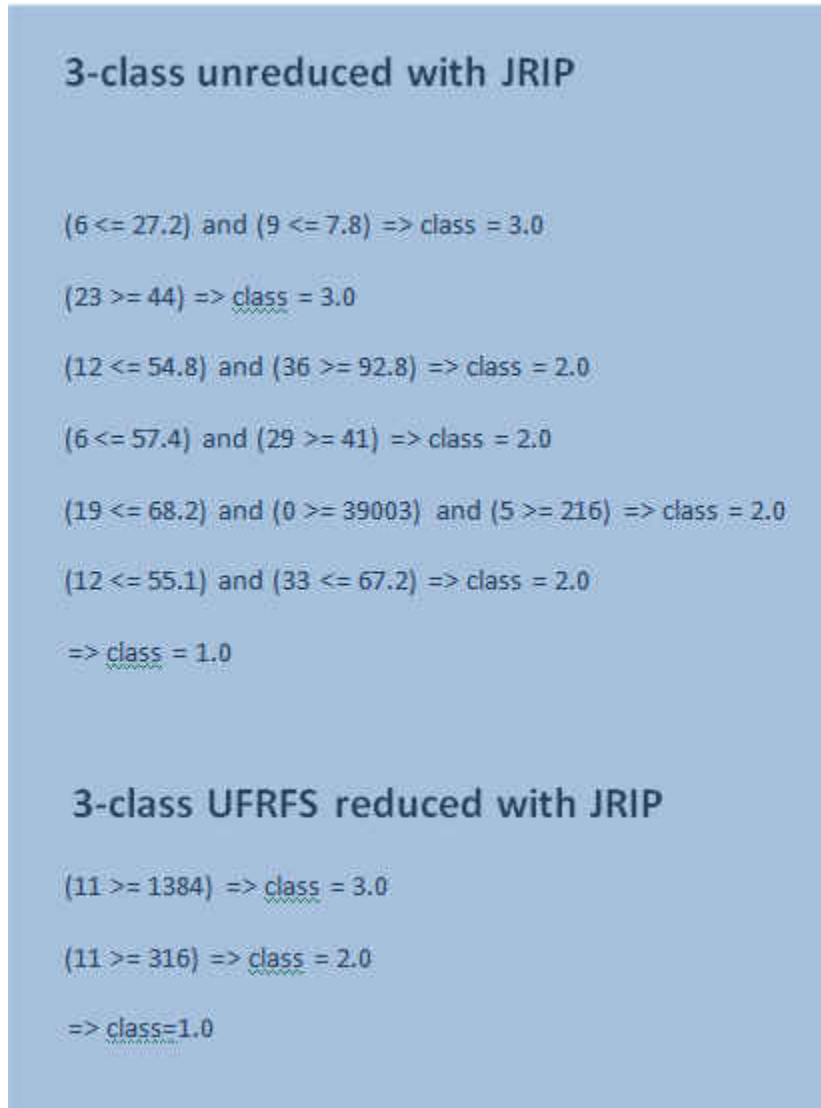 3-class unreduced with JRIP
(6 <= 27.2) and (9 <= 7.8) => class = 3.0
(23 >= 44) => class = 3.0
(12 <= 54.8) and (36 >= 92.8) => class = 2.0
(6 <= 57.4) and (29 >= 41) => class = 2.0
(19 <= 68.2) and (0 >= 39003) and (5 >= 216) => class = 2.0
(12 <= 55.1) and (33 <= 67.2) => class = 2.0
=> class = 1.0
3-class UFRFS reduced with JRIP
(11 >= 1384) => class = 3.0
(11 >= 316) => class = 2.0
=> class=1.0